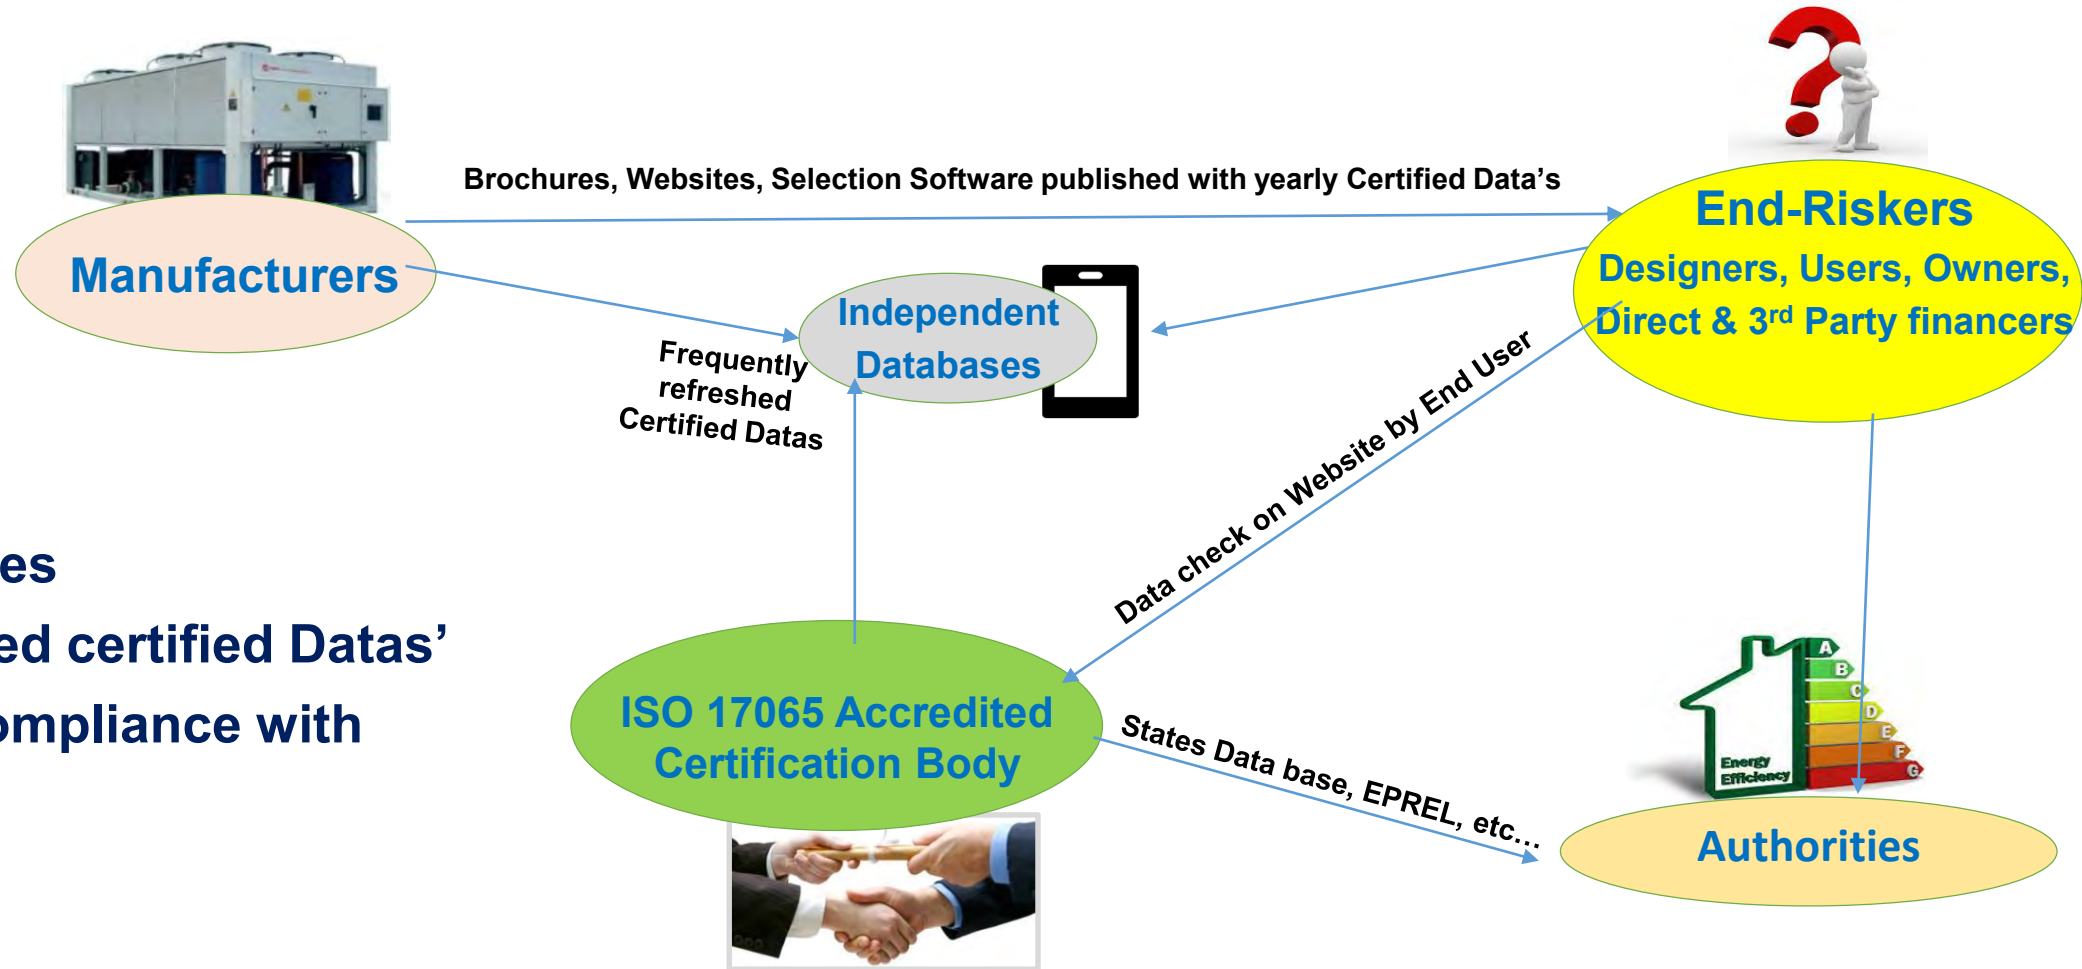 Brochures, Websites, Selection Software published with yearly Certified Data’s
Manufacturers
End-Riskers
Designers, Users, Owners,
Direct & 3rd Party financers
Independent
Databases
Frequently
refreshed
Certified Datas
Data check on Website by End User
es
ed certified Datas’
ompliance with
ISO 17065 Accredited
Certification Body
States Data base, EPREL, etc…
A
B
C
D
E
F
G
Energy
Efficiency
Authorities